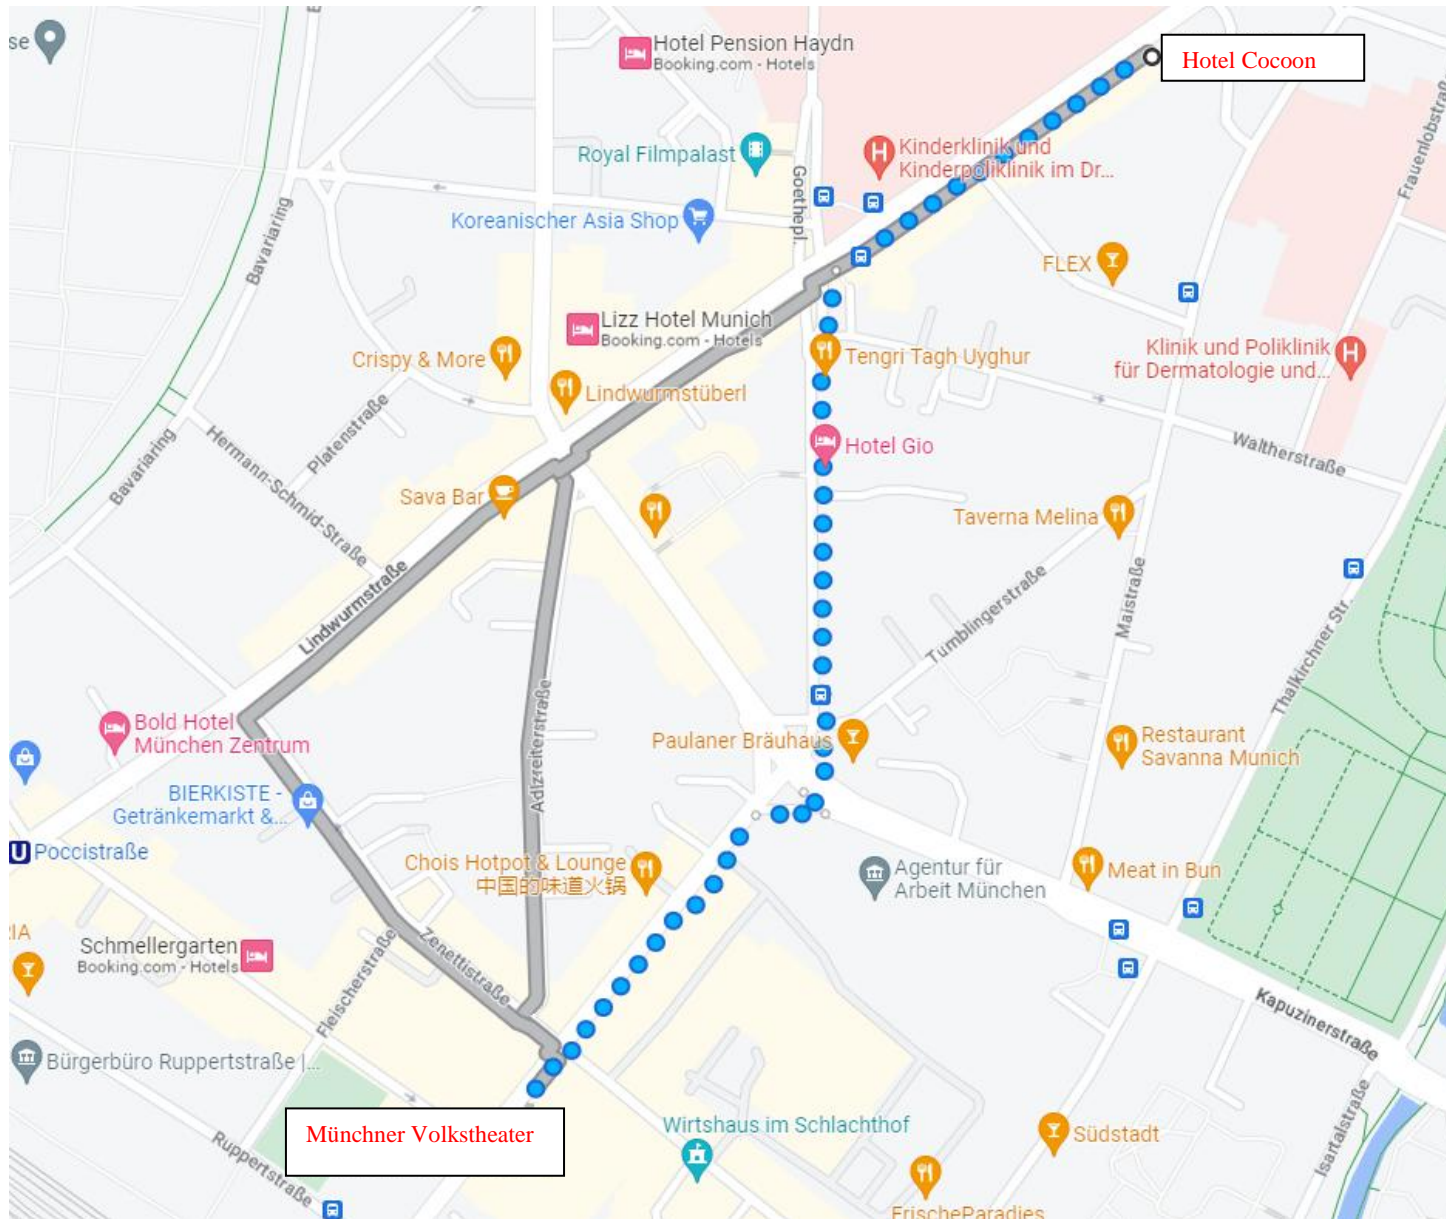 se
Hotel Pension Haydn
Booking.com - Hotels
Hotel Cocoon
Royal Filmpalast
Kinderklinik und
Kinderpoliklinik im Dr...
Goethepl.
Frauenlobstraß
Koreanischer Asia Shop
Bavariaring
FLEX
Lizz Hotel Munich
Booking.com - Hotels
Crispy & More
Tengri Tagh Uyghur
Klinik und Poliklinik
für Dermatologie und...
Lindwurmstüberl
Platenstraße
Hermann-Schmid-Straße
Bavariaring
Hotel Gio
Waltherstraße
Sava Bar
Taverna Melina
Lindwurmstraße
Tumblingerstraße
Maistraße
Thalkirchner Str.
Adlzreiterstraße
Bold Hotel
München Zentrum
Paulaner Bräuhaus
Restaurant
Savanna Munich
BIERKISTE -
Getränkemarkt &...
U Poccistraße
Chois Hotpot & Lounge
中国的味道火锅
Agentur für
Arbeit München
Meat in Bun
RIA
Schmellergarten
Booking.com - Hotels
Zenettistraße
Fleischerstraße
Kapuzinerstraße
Bürgerbüro Ruppertstraße |...
Münchner Volkstheater
Wirtshaus im Schlachthof
Südstadt
Isartalstraße
Ruppertstraße
FrischeParadies